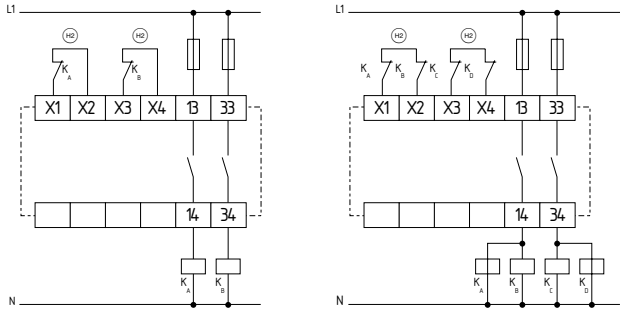 L1
H2 H2
K A K B
X1 X2 X3 X4 13 33
14 34
K A K B
N
L1
H2 H2
K A K B K C K D
X1 X2 X3 X4 13 33
14 34
K A K B K C K D
N